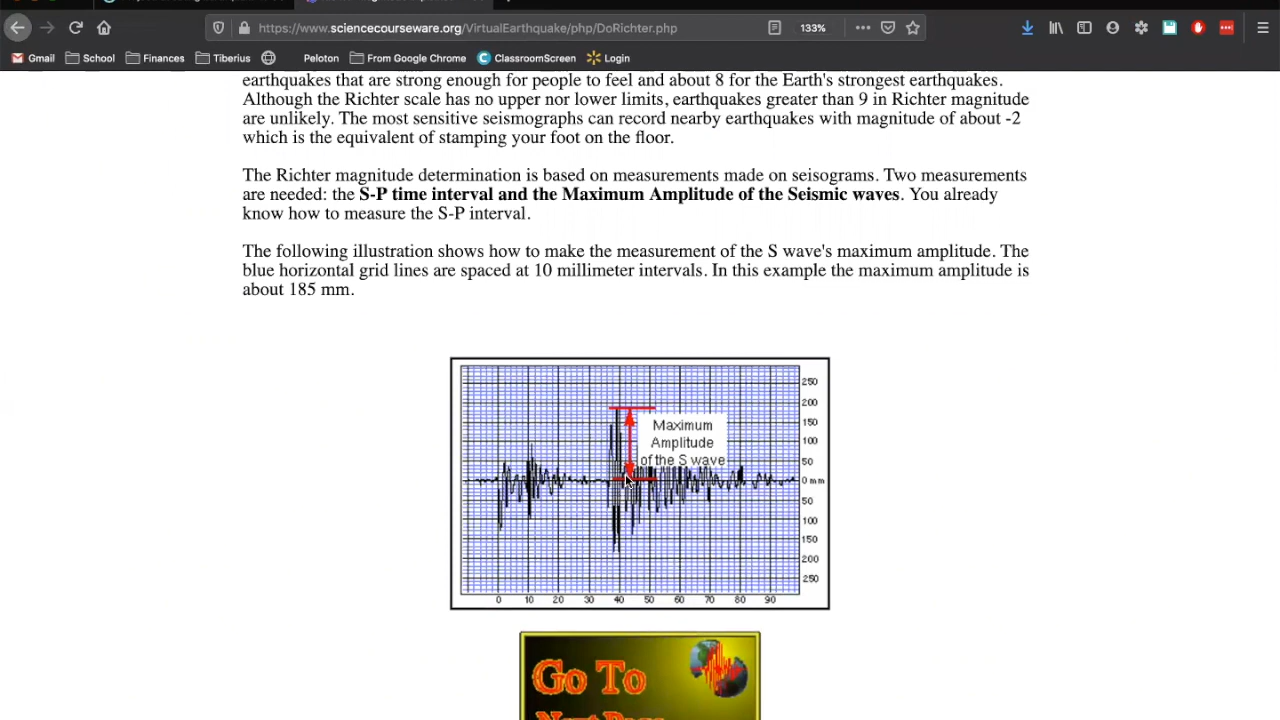 https://www.sciencecourseware.org/VirtualEarthquake/php/DoRichter.php
133%
Gmail School Finances Tiberius Peloton From Google Chrome ClassroomScreen Login
earthquakes that are strong enough for people to feel and about 8 for the Earth's strongest earthquakes.
Although the Richter scale has no upper nor lower limits, earthquakes greater than 9 in Richter magnitude
are unlikely. The most sensitive seismographs can record nearby earthquakes with magnitude of about -2
which is the equivalent of stamping your foot on the floor.
The Richter magnitude determination is based on measurements made on seisograms. Two measurements
are needed: the S-P time interval and the Maximum Amplitude of the Seismic waves. You already
know how to measure the S-P interval.
The following illustration shows how to make the measurement of the S wave's maximum amplitude. The
blue horizontal grid lines are spaced at 10 millimeter intervals. In this example the maximum amplitude is
about 185 mm.
250
200
150
100
50
0 mm
50
100
150
200
250
Maximum
Amplitude
of the S wave
0 10 20 30 40 50 60 70 80 90
Go To